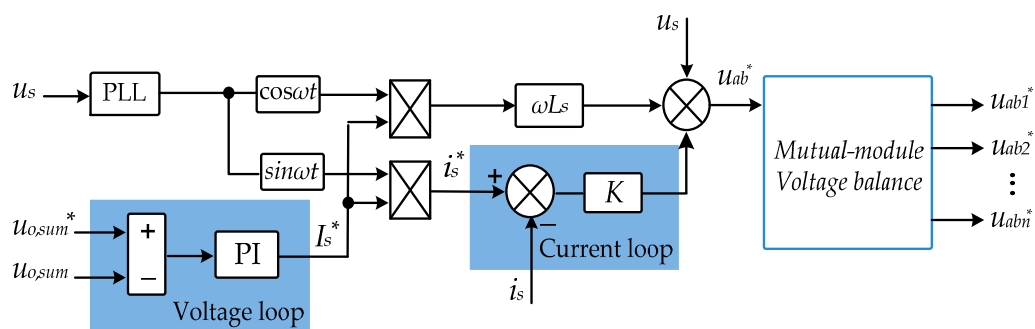 us
PLL
cosωt
sinωt
ωLs
us
uab*
Mutual-module
Voltage balance
uab1*
uab2*
⋮
uabn*
is*
+
−
K
Current loop
is
uo,sum*
uo,sum
+
−
PI
Is*
Voltage loop